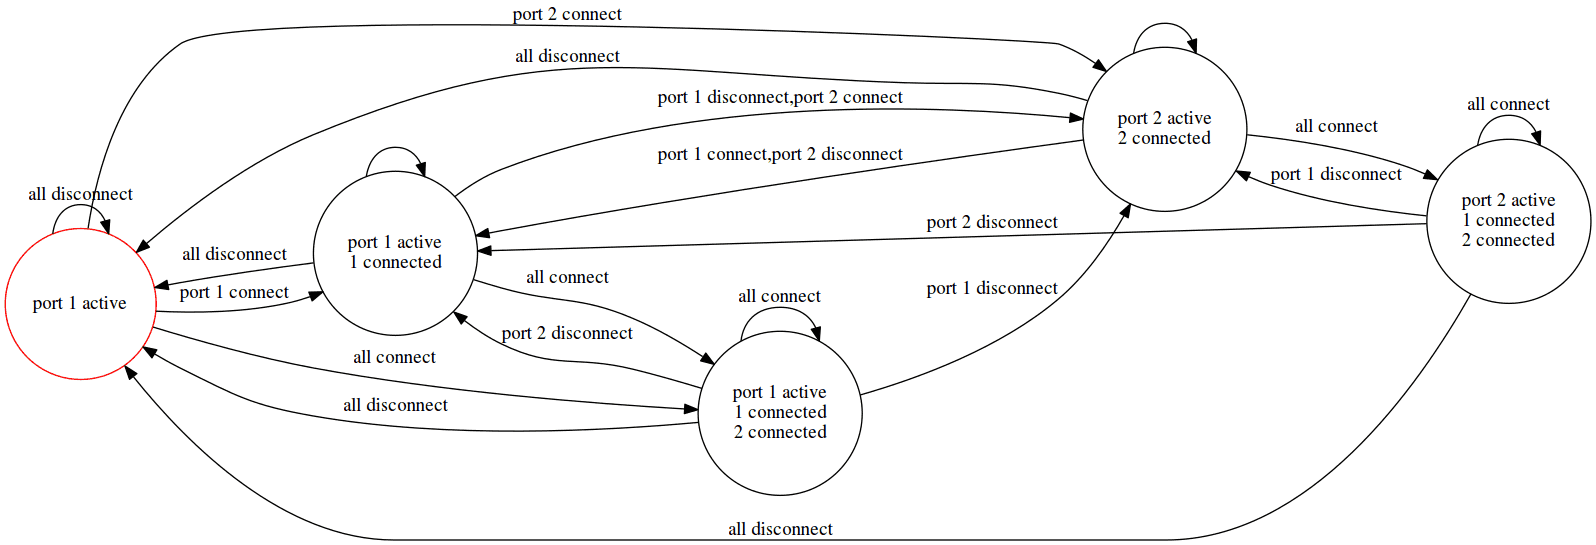 port 2 connect
all disconnect
port 1 disconnect,port 2 connect
all connect
port 2 active
2 connected
all connect
port 1 connect,port 2 disconnect
port 1 disconnect
all disconnect
port 2 active
1 connected
2 connected
port 2 disconnect
port 1 active
1 connected
all disconnect
all connect
port 1 connect
port 1 disconnect
all connect
port 1 active
port 2 disconnect
all connect
port 1 active
1 connected
2 connected
all disconnect
all disconnect